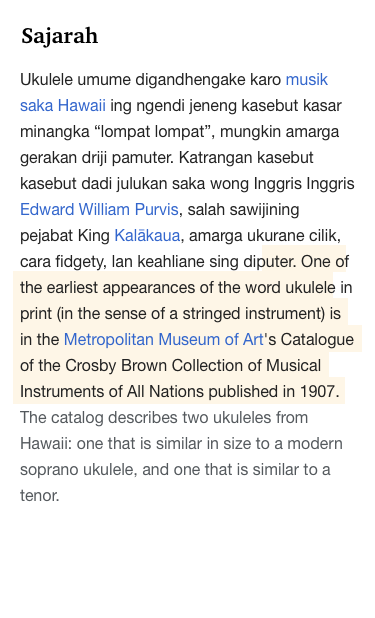 Sajarah
Ukulele umume digandhengake karo musik
saka Hawaii ing ngendi jeneng kasebut kasar
minangka “lompat lompat”, mungkin amarga
gerakan driji pamuter. Katrangan kasebut
kasebut dadi julukan saka wong Inggris Inggris
Edward William Purvis, salah sawijining
pejabat King Kalākaua, amarga ukurane cilik,
cara fidgety, lan keahliane sing diputer. One of
the earliest appearances of the word ukulele in
print (in the sense of a stringed instrument) is
in the Metropolitan Museum of Art's Catalogue
of the Crosby Brown Collection of Musical
Instruments of All Nations published in 1907.
The catalog describes two ukuleles from
Hawaii: one that is similar in size to a modern
soprano ukulele, and one that is similar to a
tenor.